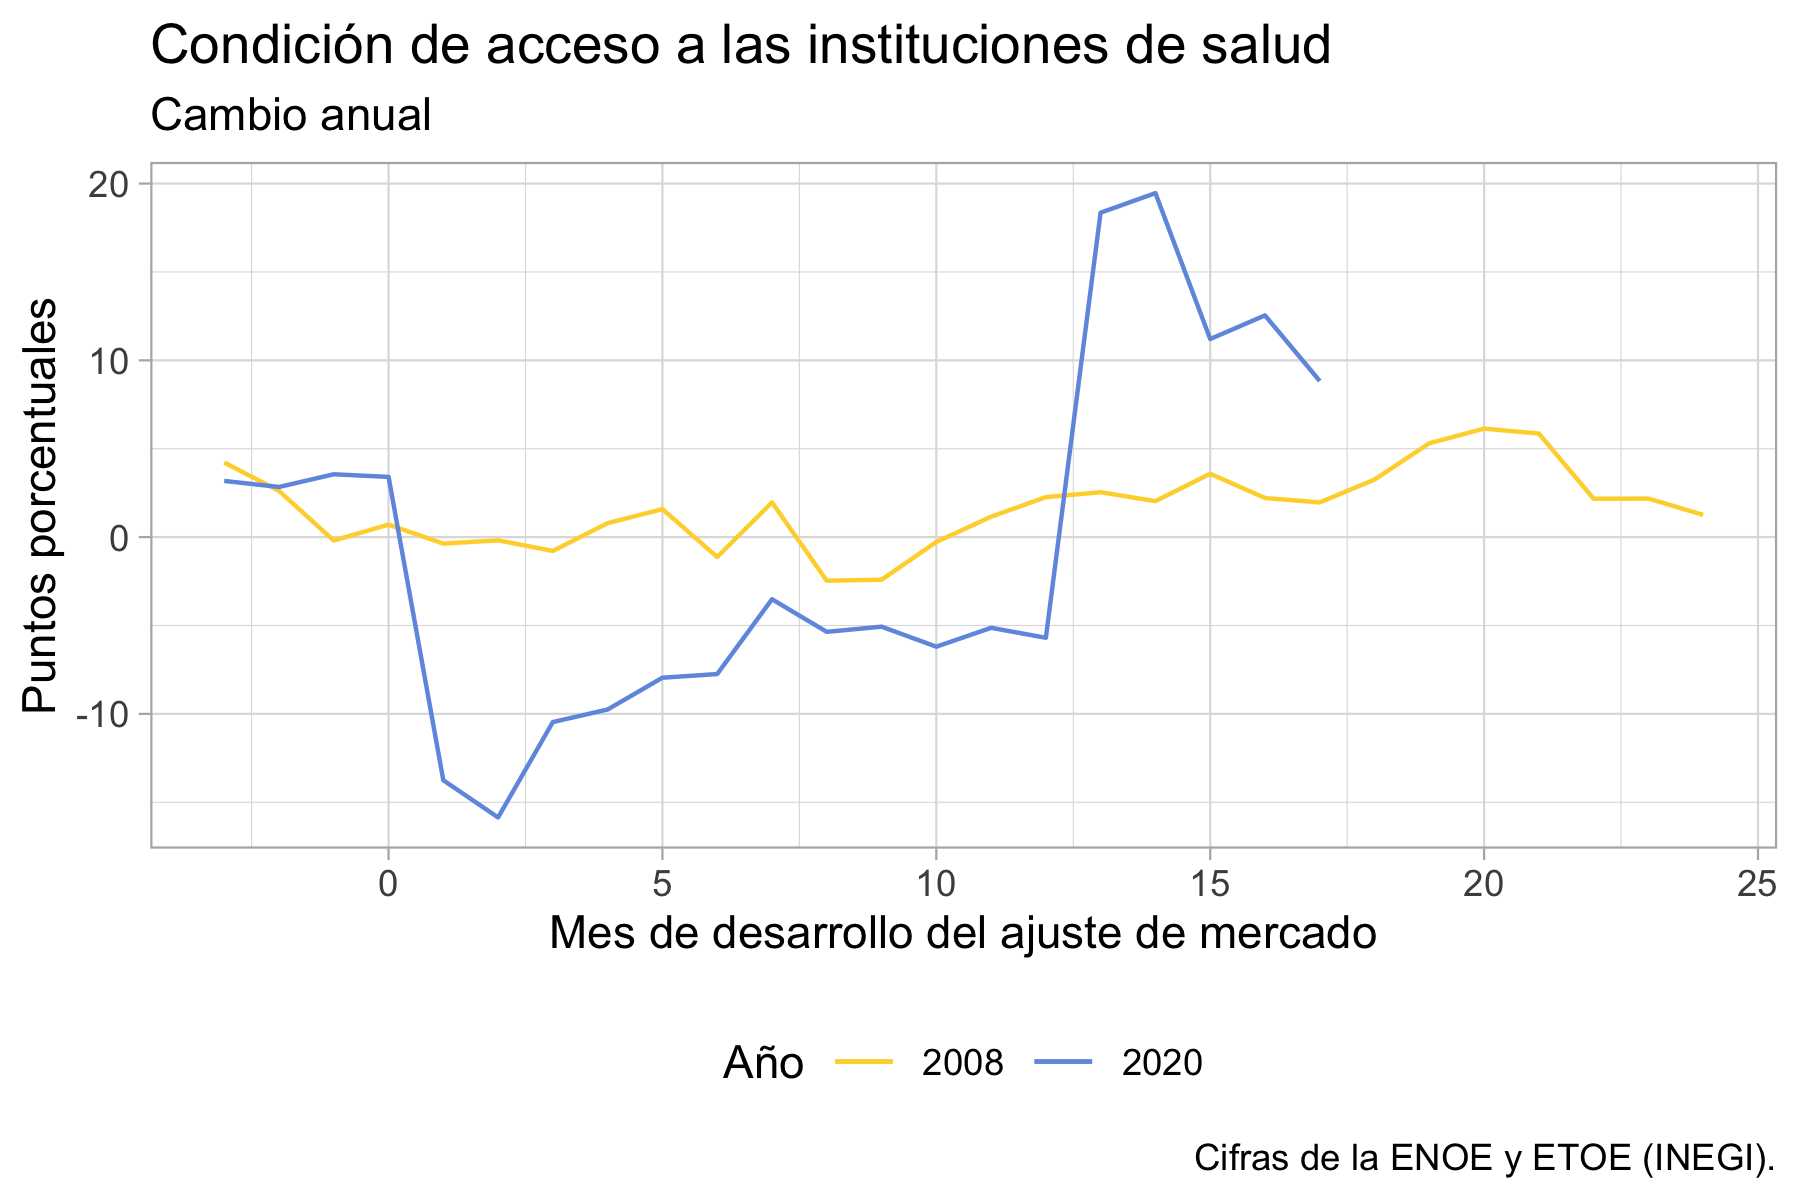 Condición de acceso a las instituciones de salud
Cambio anual
Puntos porcentuales
20
10
0
-10
0 5 10 15 20 25
Mes de desarrollo del ajuste de mercado
Año 2008 2020
Cifras de la ENOE y ETOE (INEGI).